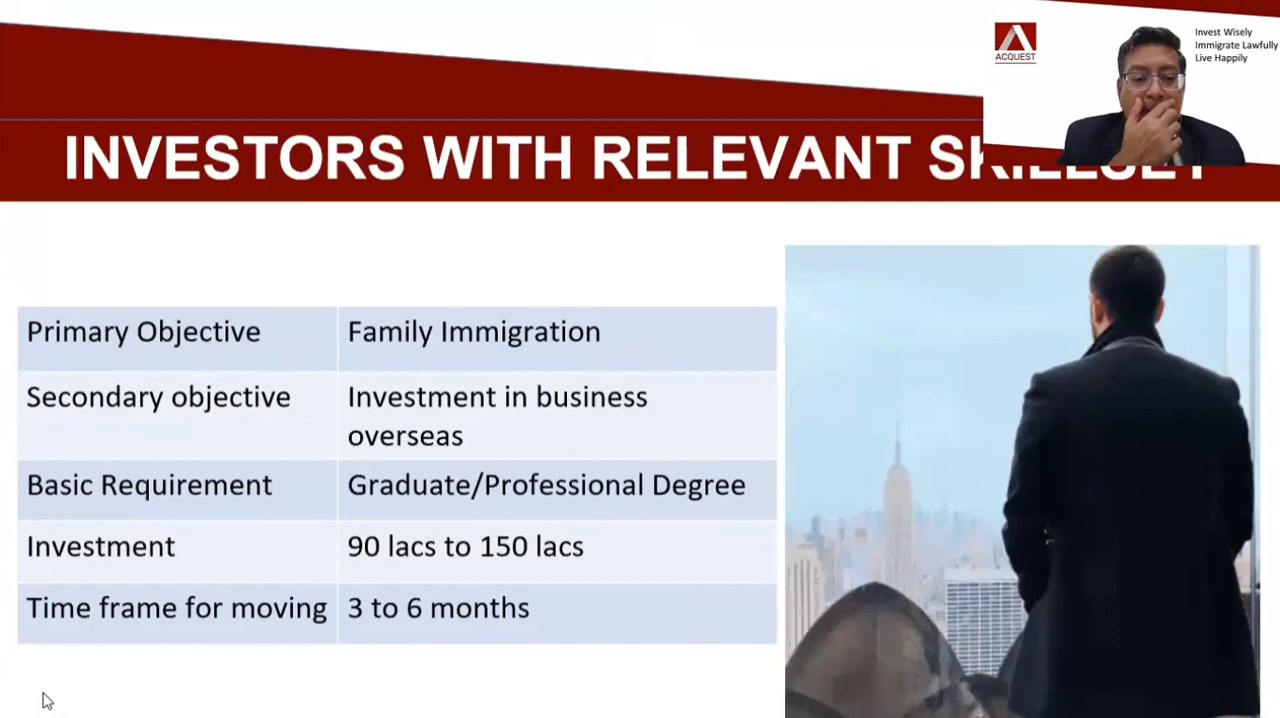 ACQUEST
Invest Wisely
Immigrate Lawfully
Live Happily
INVESTORS WITH RELEVANT SKILLSET
Primary Objective
Family Immigration
Secondary objective
Investment in business
overseas
Basic Requirement
Graduate/Professional Degree
Investment
90 lacs to 150 lacs
Time frame for moving
3 to 6 months